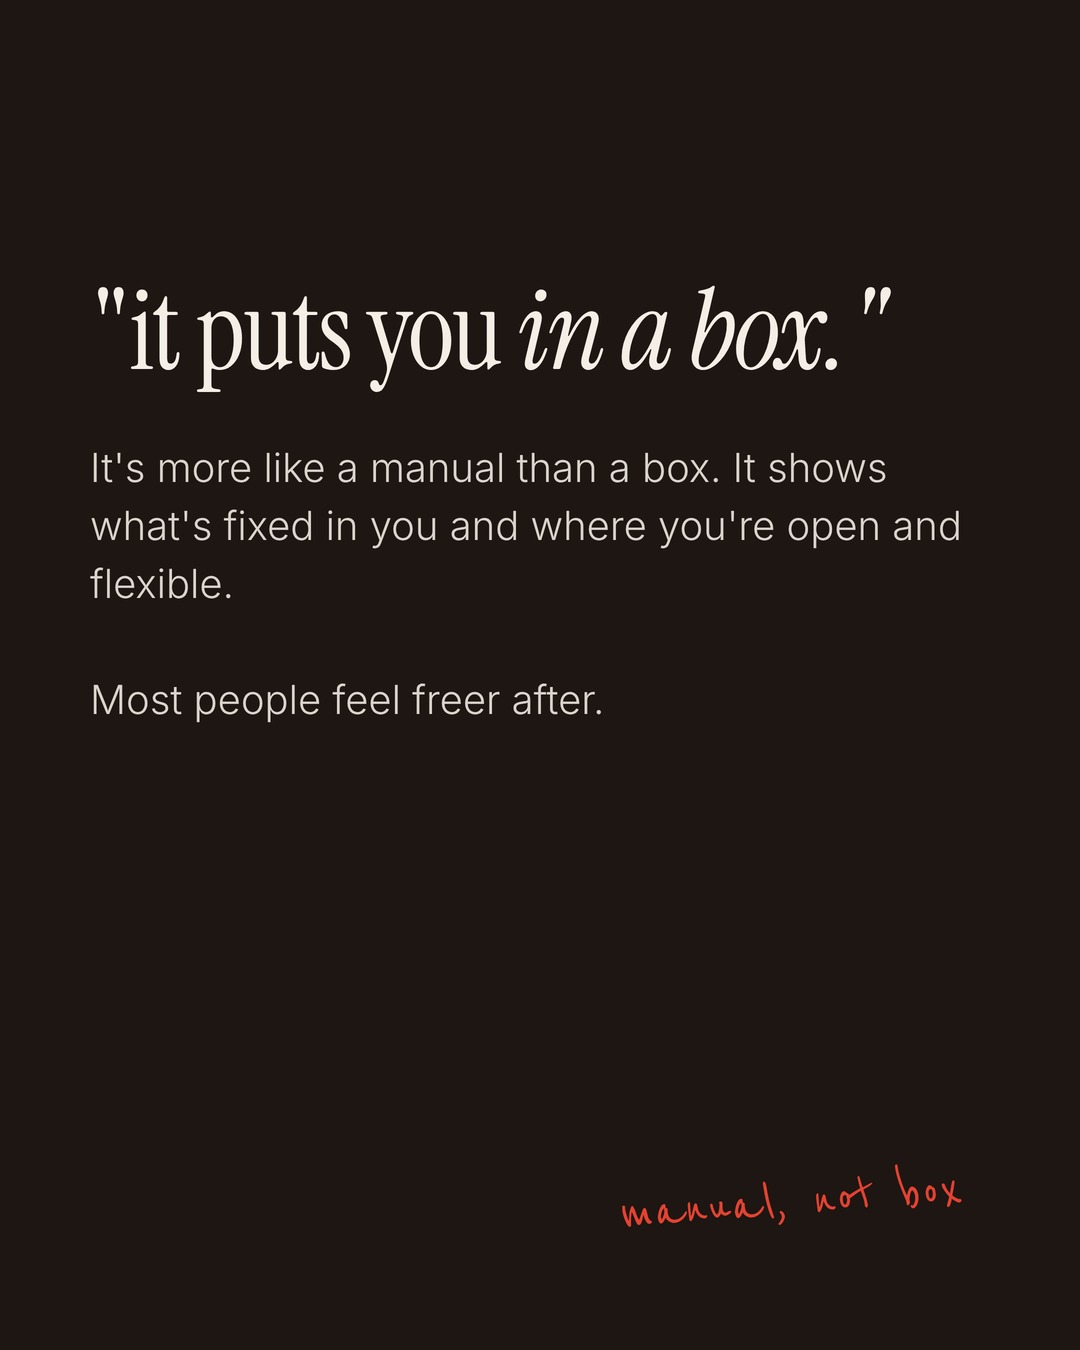 "it puts you in a box."
It's more like a manual than a box. It shows
what's fixed in you and where you're open and
flexible.
Most people feel freer after.
manual, not box